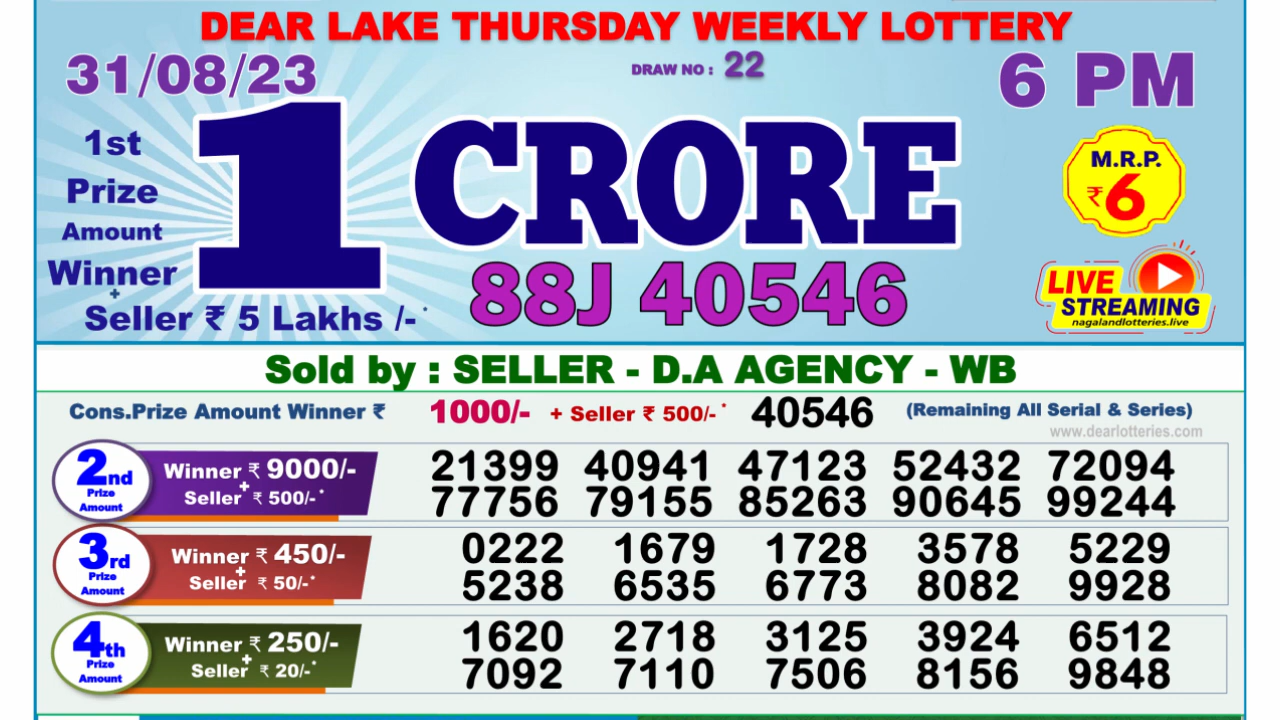 DEAR LAKE THURSDAY WEEKLY LOTTERY
31/08/23
DRAW NO : 22
6 PM
1st
Prize
Amount
Winner
+
Seller ₹ 5 Lakhs /-*
1 CRORE
88J 40546
M.R.P.
₹6
LIVE
STREAMING
nagalandlotteries.live
Sold by : SELLER - D.A AGENCY - WB
Cons.Prize Amount Winner ₹ 1000/- + Seller ₹ 500/-* 40546 (Remaining All Serial & Series)
www.dearlotteries.com
2nd
Prize
Amount
Winner ₹ 9000/-
+
Seller ₹ 500/-*
21399 40941 47123 52432 72094
77756 79155 85263 90645 99244
3rd
Prize
Amount
Winner ₹ 450/-
+
Seller ₹ 50/-*
0222 1679 1728 3578 5229
5238 6535 6773 8082 9928
4th
Prize
Amount
Winner ₹ 250/-
+
Seller ₹ 20/-*
1620 2718 3125 3924 6512
7092 7110 7506 8156 9848